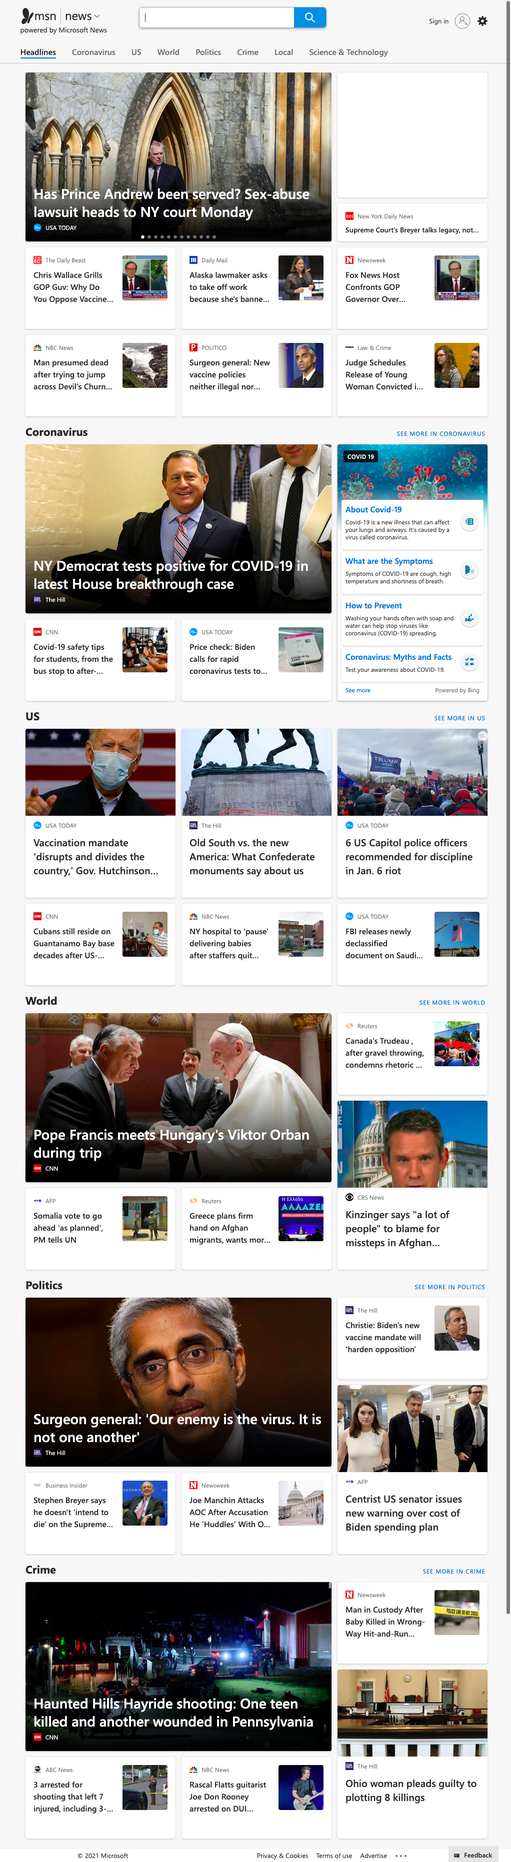 msn | news
powered by Microsoft News
Sign in
Headlines Coronavirus US World Politics Crime Local Science & Technology
Has Prince Andrew been served? Sex-abuse
lawsuit heads to NY court Monday
USA TODAY
New York Daily News
Supreme Court's Breyer talks legacy, not...
The Daily Beast
Chris Wallace Grills
GOP Guv: Why Do
You Oppose Vaccine...
Daily Mail
Alaska lawmaker asks
to take off work
because she's banne...
Newsweek
Fox News Host
Confronts GOP
Governor Over...
NBC News
Man presumed dead
after trying to jump
across Devil's Churn...
POLITICO
Surgeon general: New
vaccine policies
neither illegal nor...
Law & Crime
Judge Schedules
Release of Young
Woman Convicted i...
Coronavirus
SEE MORE IN CORONAVIRUS
NY Democrat tests positive for COVID-19 in
latest House breakthrough case
The Hill
COVID 19
About Covid-19
Covid-19 is a new illness that can affect
your lungs and airways. It's caused by a
virus called coronavirus.
What are the Symptoms
Symptoms of COVID-19 are cough, high
temperature and shortness of breath.
How to Prevent
Washing your hands often with soap and
water can help stop viruses like
coronavirus (COVID-19) spreading.
Coronavirus: Myths and Facts
Test your awareness about COVID-19.
See more
Powered by Bing
CNN
Covid-19 safety tips
for students, from the
bus stop to after-...
USA TODAY
Price check: Biden
calls for rapid
coronavirus tests to...
US
SEE MORE IN US
USA TODAY
Vaccination mandate
'disrupts and divides the
country,' Gov. Hutchinson...
ROBERT EDWARD LEE
The Hill
Old South vs. the new
America: What Confederate
monuments say about us
TRUMP
USA TODAY
6 US Capitol police officers
recommended for discipline
in Jan. 6 riot
CNN
Cubans still reside on
Guantanamo Bay base
decades after US-...
NBC News
NY hospital to 'pause'
delivering babies
after staffers quit...
USA TODAY
FBI releases newly
declassified
document on Saudi...
World
SEE MORE IN WORLD
Pope Francis meets Hungary's Viktor Orban
during trip
CNN
Reuters
Canada's Trudeau ,
after gravel throwing,
condemns rhetoric ...
CBS News
Kinzinger says "a lot of
people" to blame for
missteps in Afghan...
AFP
Somalia vote to go
ahead 'as planned',
PM tells UN
Reuters
Greece plans firm
hand on Afghan
migrants, wants mor...
Η Ελλάδα
ΑΛΛΑΖΕΙ
Politics
SEE MORE IN POLITICS
Surgeon general: 'Our enemy is the virus. It is
not one another'
The Hill
The Hill
Christie: Biden's new
vaccine mandate will
'harden opposition'
AFP
Centrist US senator issues
new warning over cost of
Biden spending plan
Business Insider
Stephen Breyer says
he doesn't 'intend to
die' on the Supreme...
Newsweek
Joe Manchin Attacks
AOC After Accusation
He 'Huddles' With O...
Crime
SEE MORE IN CRIME
Haunted Hills Hayride shooting: One teen
killed and another wounded in Pennsylvania
CNN
Newsweek
Man in Custody After
Baby Killed in Wrong-
Way Hit-and-Run...
POLICE LINE DO NOT CROSS
The Hill
Ohio woman pleads guilty to
plotting 8 killings
ABC News
3 arrested for
shooting that left 7
injured, including 3-...
NBC News
Rascal Flatts guitarist
Joe Don Rooney
arrested on DUI...
© 2021 Microsoft
Privacy & Cookies Terms of use Advertise ...
Feedback